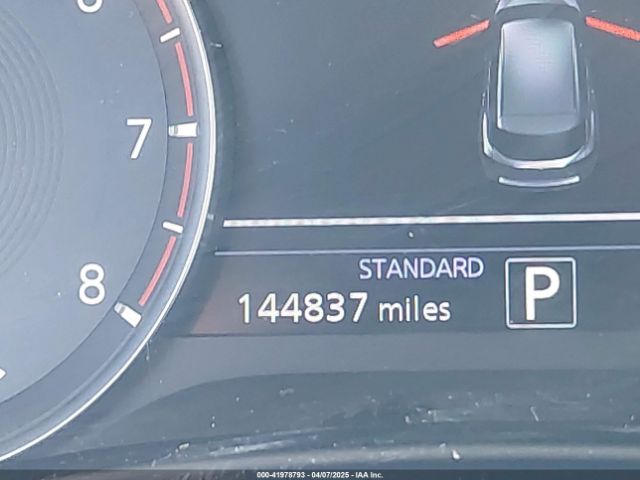 7
8
STANDARD
144837 miles
P
000-41978793 - 04/07/2025 - IAA Inc.